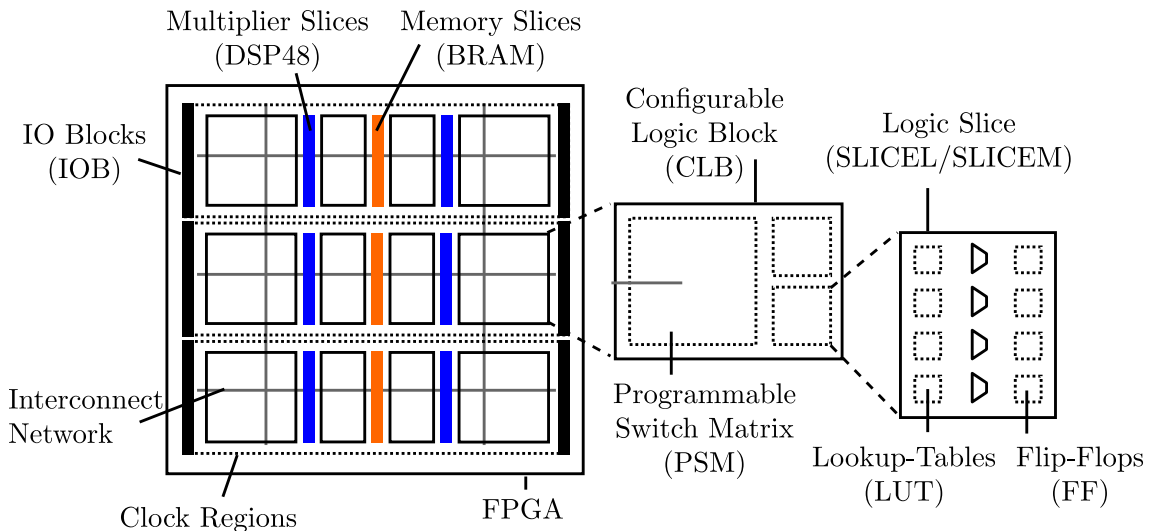 Multiplier Slices
(DSP48)
Memory Slices
(BRAM)
IO Blocks
(IOB)
Configurable
Logic Block
(CLB)
Logic Slice
(SLICEL/SLICEM)
Interconnect
Network
Programmable
Switch Matrix
(PSM)
Lookup-Tables
(LUT)
Flip-Flops
(FF)
Clock Regions
FPGA